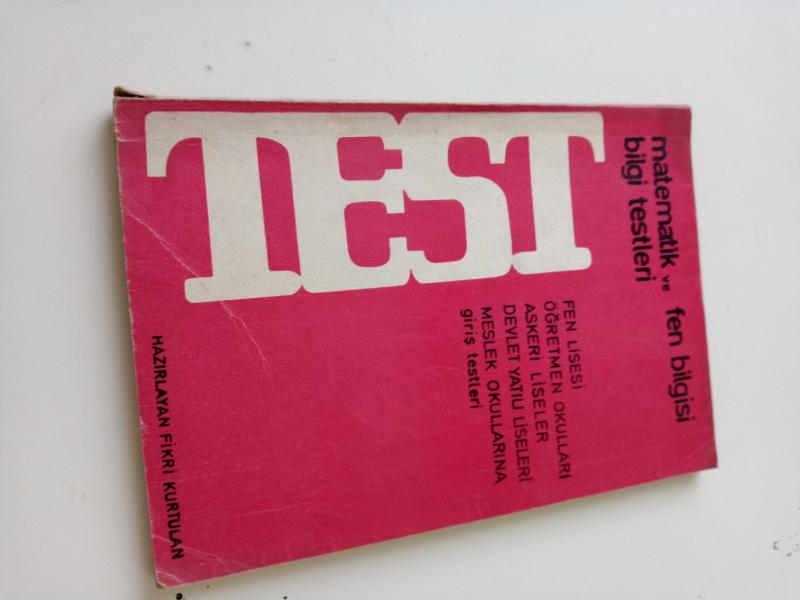 matematik ve fen bilgisi
bilgi testleri
TEST
FEN LİSESİ
ÖĞRETMEN OKULLARI
ASKERİ LİSELER
DEVLET YATILI LİSELERİ
MESLEK OKULLARINA
giriş testleri
HAZIRLAYAN FİKRİ KURTULAN